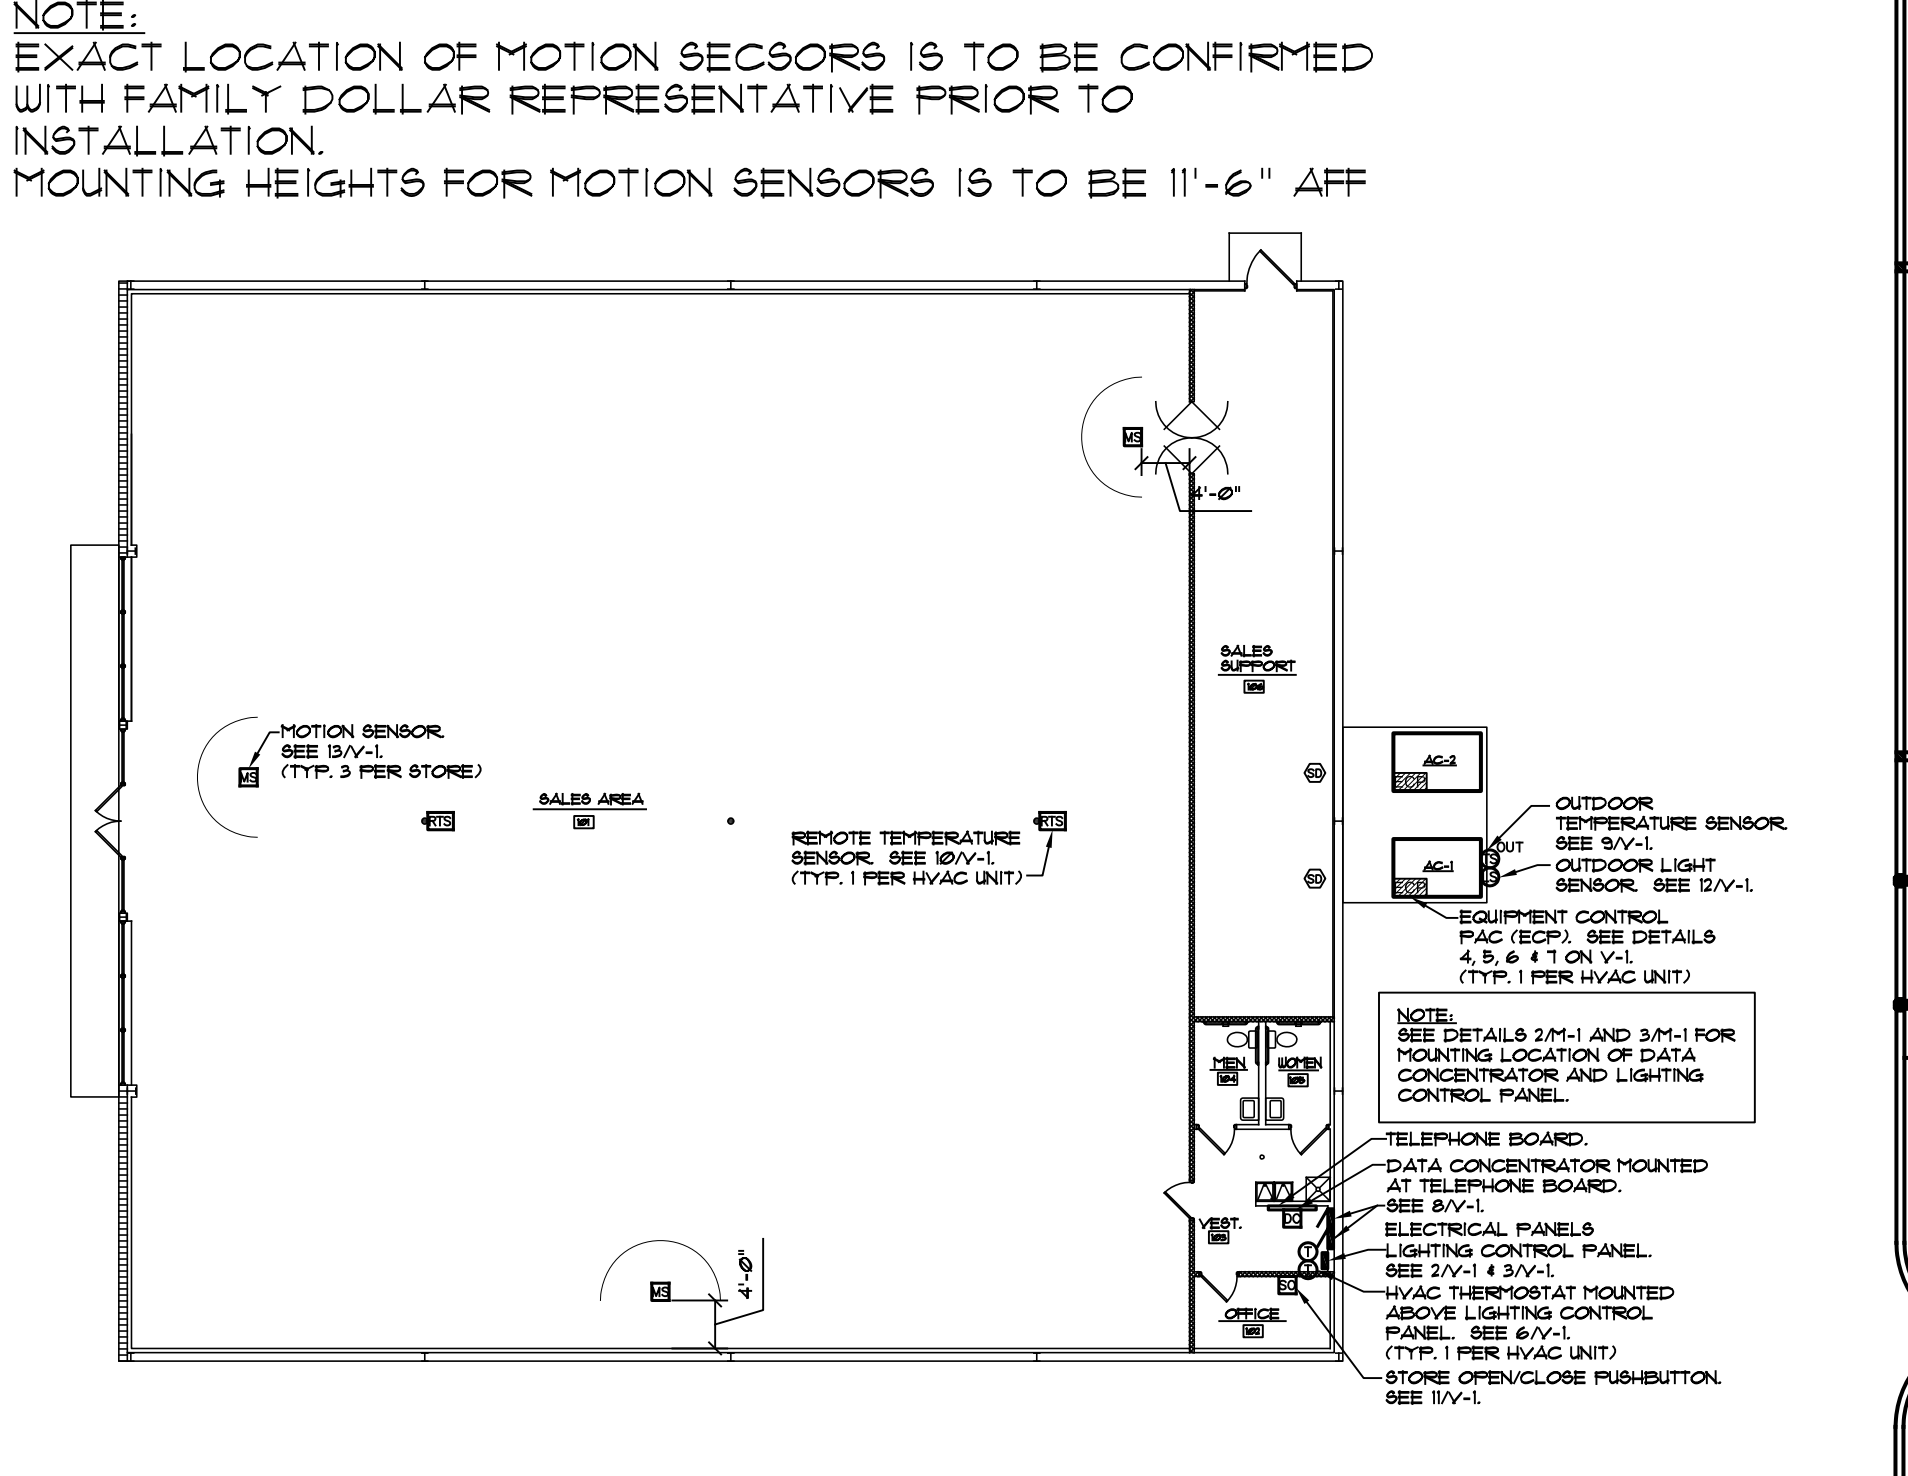 NOTE:
EXACT LOCATION OF MOTION SECSORS IS TO BE CONFIRMED
WITH FAMILY DOLLAR REPRESENTATIVE PRIOR TO
INSTALLATION.
MOUNTING HEIGHTS FOR MOTION SENSORS IS TO BE 11'-6" AFF
MS
4'-0"
SALES
SUPPORT
106
MOTION SENSOR.
SEE 13/V-1.
(TYP. 3 PER STORE)
MS
SALES AREA
101
RTS
REMOTE TEMPERATURE
SENSOR. SEE 10/V-1.
(TYP. 1 PER HVAC UNIT)
RTS
SD
SD
AC-2
ECP
AC-1
ECP
OUT
TS
LS
OUTDOOR
TEMPERATURE SENSOR.
SEE 9/V-1.
OUTDOOR LIGHT
SENSOR. SEE 12/V-1.
EQUIPMENT CONTROL
PAC (ECP). SEE DETAILS
4, 5, 6 & 7 ON V-1.
(TYP. 1 PER HVAC UNIT)
NOTE:
SEE DETAILS 2/M-1 AND 3/M-1 FOR
MOUNTING LOCATION OF DATA
CONCENTRATOR AND LIGHTING
CONTROL PANEL.
MEN
104
WOMEN
105
TELEPHONE BOARD.
DATA CONCENTRATOR MOUNTED
AT TELEPHONE BOARD.
SEE 8/V-1.
ELECTRICAL PANELS
LIGHTING CONTROL PANEL.
SEE 2/V-1 & 3/V-1.
HVAC THERMOSTAT MOUNTED
ABOVE LIGHTING CONTROL
PANEL. SEE 6/V-1.
(TYP. 1 PER HVAC UNIT)
STORE OPEN/CLOSE PUSHBUTTON.
SEE 11/V-1.
DC
VEST.
103
T
T
SO
OFFICE
102
MS
4'-0"